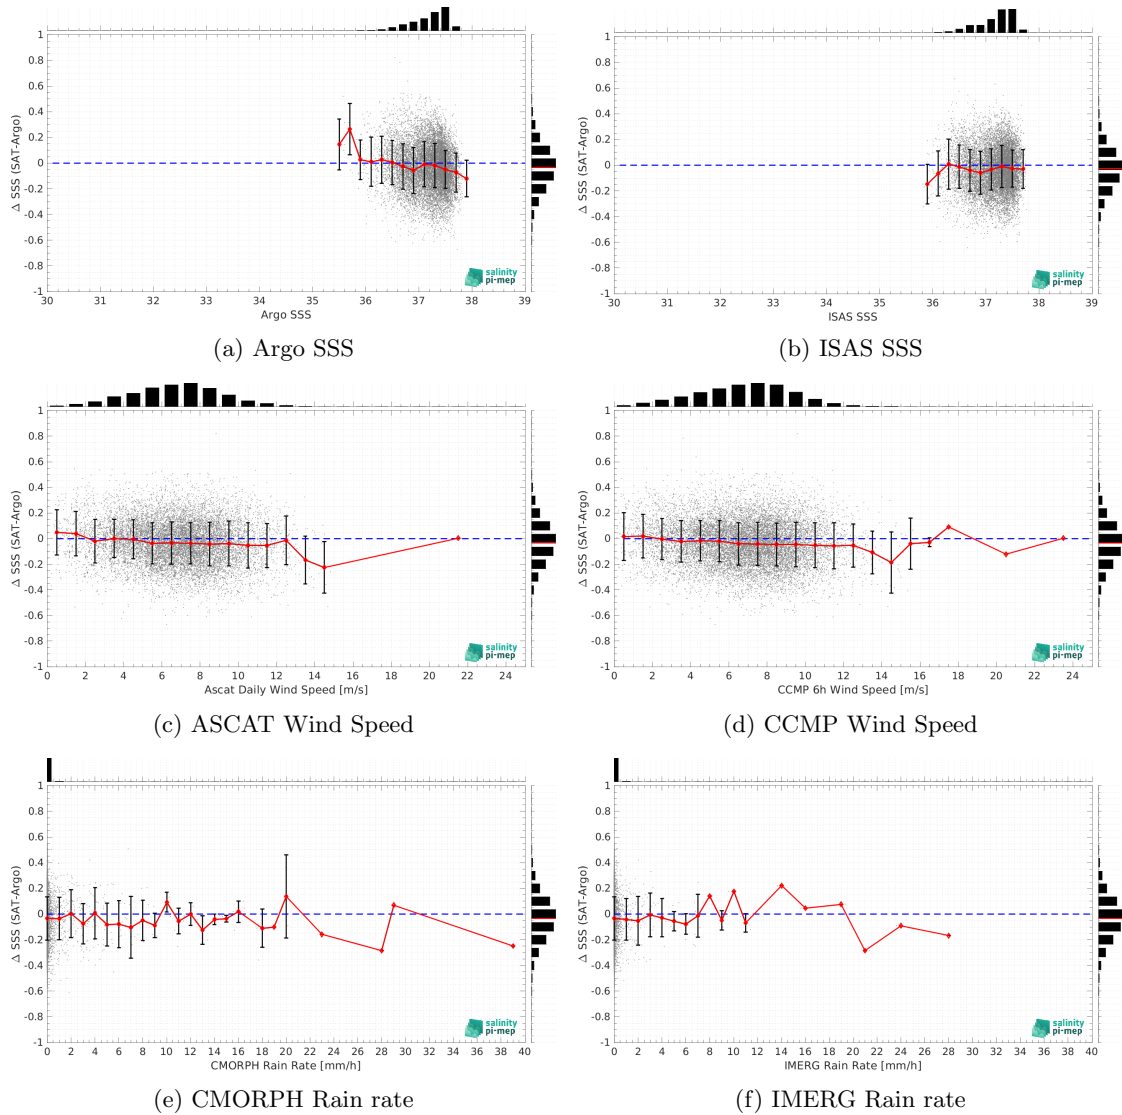 1
0.8
0.6
0.4
0.2
0
-0.2
-0.4
-0.6
-0.8
-1
Δ SSS (SAT-Argo)
30 31 32 33 34 35 36 37 38 39
Argo SSS
salinity
pi-mep
(a) Argo SSS
1
0.8
0.6
0.4
0.2
0
-0.2
-0.4
-0.6
-0.8
-1
Δ SSS (SAT-Argo)
30 31 32 33 34 35 36 37 38 39
ISAS SSS
salinity
pi-mep
(b) ISAS SSS
1
0.8
0.6
0.4
0.2
0
-0.2
-0.4
-0.6
-0.8
-1
Δ SSS (SAT-Argo)
0 2 4 6 8 10 12 14 16 18 20 22 24
Ascat Daily Wind Speed [m/s]
salinity
pi-mep
(c) ASCAT Wind Speed
1
0.8
0.6
0.4
0.2
0
-0.2
-0.4
-0.6
-0.8
-1
Δ SSS (SAT-Argo)
0 2 4 6 8 10 12 14 16 18 20 22 24
CCMP 6h Wind Speed [m/s]
salinity
pi-mep
(d) CCMP Wind Speed
1
0.8
0.6
0.4
0.2
0
-0.2
-0.4
-0.6
-0.8
-1
Δ SSS (SAT-Argo)
0 2 4 6 8 10 12 14 16 18 20 22 24 26 28 30 32 34 36 38 40
CMORPH Rain Rate [mm/h]
salinity
pi-mep
(e) CMORPH Rain rate
1
0.8
0.6
0.4
0.2
0
-0.2
-0.4
-0.6
-0.8
-1
Δ SSS (SAT-Argo)
0 2 4 6 8 10 12 14 16 18 20 22 24 26 28 30 32 34 36 38 40
IMERG Rain Rate [mm/h]
salinity
pi-mep
(f) IMERG Rain rate